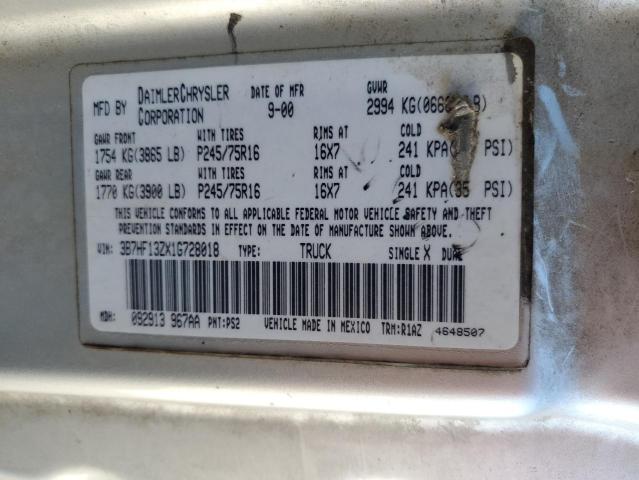 MFD BY DAIMLERCHRYSLER CORPORATION DATE OF MFR 9-00 GVWR 2994 KG
GAWR FRONT WITH TIRES RIMS AT COLD
1754 KG(3865 LB) P245/75R16 16X7 241 KPA( PSI)
GAWR REAR WITH TIRES RIMS AT COLD
1770 KG(3900 LB) P245/75R16 16X7 241 KPA(35 PSI)
THIS VEHICLE CONFORMS TO ALL APPLICABLE FEDERAL MOTOR VEHICLE SAFETY AND THEFT
PREVENTION STANDARDS IN EFFECT ON THE DATE OF MANUFACTURE SHOWN ABOVE.
VIN: 3B7HF13ZX1G728018 TYPE: TRUCK SINGLE X DUAL
MDH: 092913 967AA PNT:PS2 VEHICLE MADE IN MEXICO TRM:R1AZ 4648507